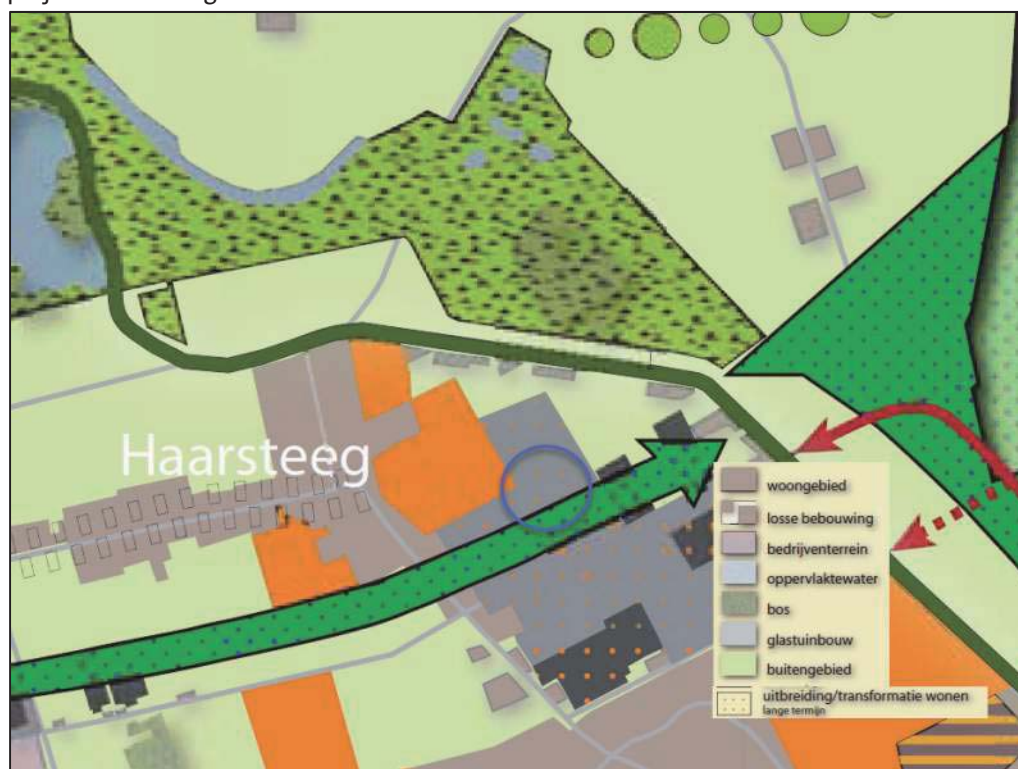 Haarsteeg
woongebied
losse bebouwing
bedrijventerrein
oppervlaktewater
bos
glastuinbouw
buitengebied
uitbreiding/transformatie wonen
lange termijn